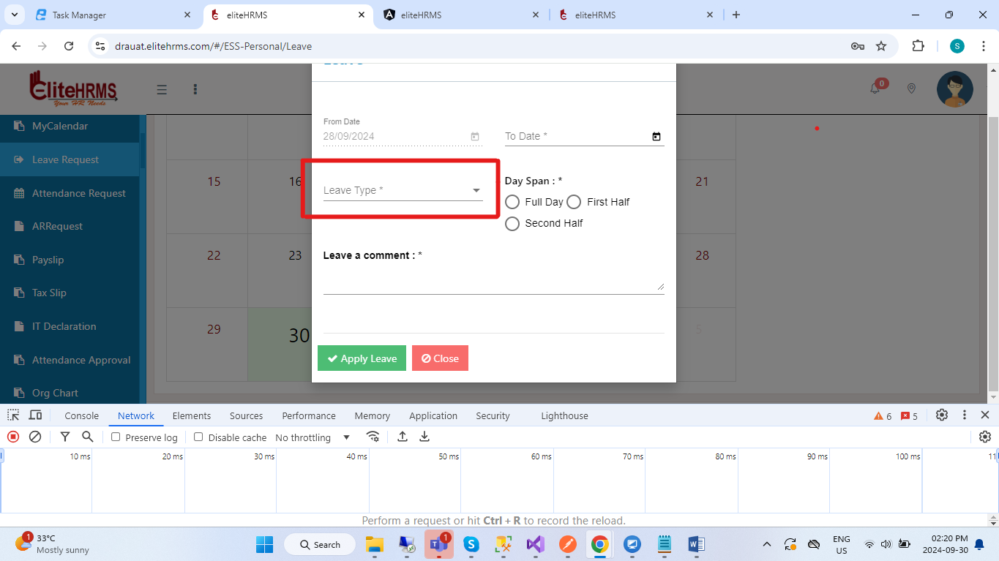 Task Manager
eliteHRMS
eliteHRMS
eliteHRMS
drauat.elitehrms.com/#/ESS-Personal/Leave
S
EliteHRMS
Your HR Needs
0
MyCalendar
Leave Request
Attendance Request
ARRequest
Payslip
Tax Slip
IT Declaration
Attendance Approval
Org Chart
15
16
21
22
23
28
29
30
5
From Date
28/09/2024
To Date *
Leave Type *
Day Span : *
Full Day
First Half
Second Half
Leave a comment : *
Apply Leave
Close
Console
Network
Elements
Sources
Performance
Memory
Application
Security
Lighthouse
6
5
Preserve log
Disable cache
No throttling
10 ms
20 ms
30 ms
40 ms
50 ms
60 ms
70 ms
80 ms
90 ms
100 ms
Perform a request or hit Ctrl + R to record the reload.
1
33°C
Mostly sunny
Search
1
ENG
US
02:20 PM
2024-09-30